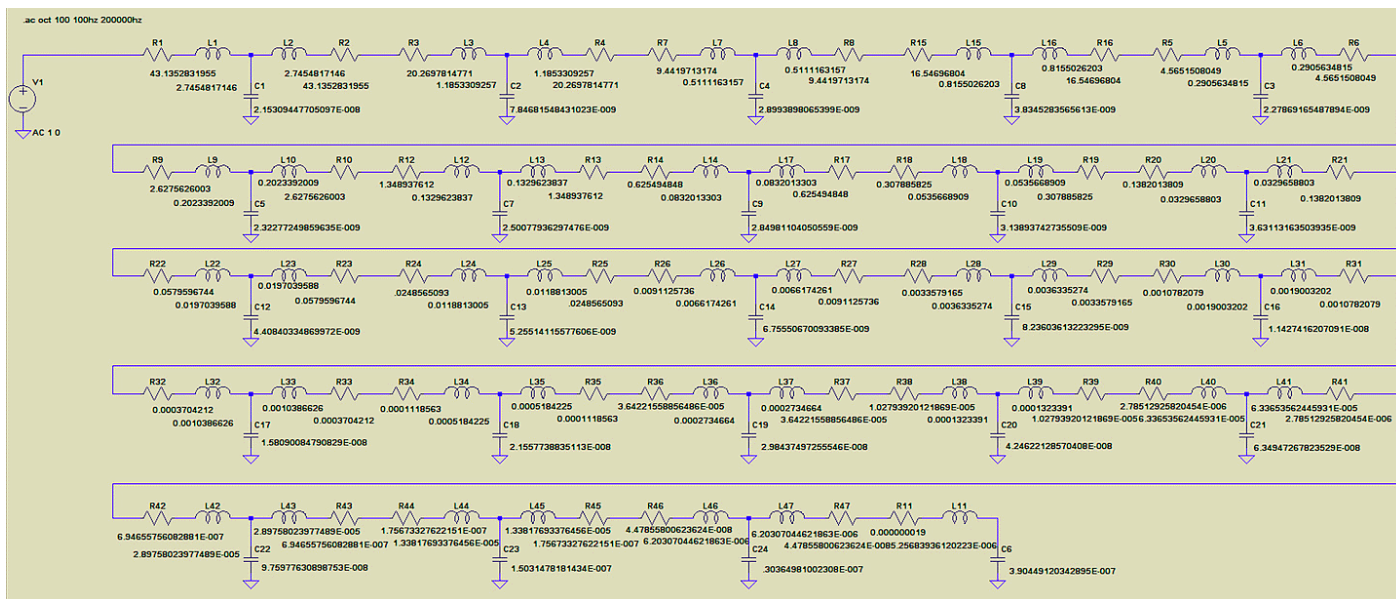 .ac oct 100 100hz 200000hz
R1 L1 L2 R2 R3 L3 L4 R4 R7 L7 L8 R8 R15 L15 L16 R16 R5 L5 L6 R6
43.1352831955 2.7454817146 2.7454817146 43.1352831955 20.2697814771 1.1853309257 1.1853309257 20.2697814771 9.4419713174 0.5111163157 0.5111163157 9.4419713174 16.54696804 0.8155026203 0.8155026203 16.54696804 4.5651508049 0.2905634815 0.2905634815 4.5651508049
V1
AC 1 0
C1 C2 C4 C8 C3
2.15309447705097E-008 7.84681548431023E-009 2.8993898065399E-009 3.8345283565613E-009 2.27869165487894E-009
R9 L9 L10 R10 R12 L12 L13 R13 R14 L14 L17 R17 R18 L18 L19 R19 R20 L20 L21 R21
2.6275626003 0.2023392009 0.2023392009 2.6275626003 1.348937612 0.1329623837 0.1329623837 1.348937612 0.625494848 0.0832013303 0.0832013303 0.625494848 0.307885825 0.0535668909 0.0535668909 0.307885825 0.1382013809 0.0329658803 0.0329658803 0.1382013809
C5 C7 C9 C10 C11
2.32277249859635E-009 2.50077936297476E-009 2.84981104050559E-009 3.13893742735509E-009 3.63113163503935E-009
R22 L22 L23 R23 R24 L24 L25 R25 R26 L26 L27 R27 R28 L28 L29 R29 R30 L30 L31 R31
0.0579596744 0.0197039588 0.0197039588 0.0579596744 .0248565093 0.0118813005 0.0118813005 .0248565093 0.0091125736 0.0066174261 0.0066174261 0.0091125736 0.0033579165 0.0036335274 0.0036335274 0.0033579165 0.0010782079 0.0019003202 0.0019003202 0.0010782079
C12 C13 C14 C15 C16
4.40840334869972E-009 5.25514115577606E-009 6.75550670093385E-009 8.23603613223295E-009 1.1427416207091E-008
R32 L32 L33 R33 R34 L34 L35 R35 R36 L36 L37 R37 R38 L38 L39 R39 R40 L40 L41 R41
0.0003704212 0.0010386626 0.0010386626 0.0003704212 0.0001118563 0.0005184225 0.0005184225 0.0001118563 3.64221558856486E-005 0.0002734664 0.0002734664 3.64221558856486E-005 1.02793920121869E-005 0.0001323391 0.0001323391 1.02793920121869E-005 2.78512925820454E-006 6.33653562445931E-005 6.33653562445931E-005 2.78512925820454E-006
C17 C18 C19 C20 C21
1.58090084790829E-008 2.1557738835113E-008 2.98437497255546E-008 4.24622128570408E-008 6.34947267823529E-008
R42 L42 L43 R43 R44 L44 L45 R45 R46 L46 L47 R47 R11 L11
6.94655756082881E-007 2.89758023977489E-005 2.89758023977489E-005 6.94655756082881E-007 1.75673327622151E-007 1.33817693376456E-005 1.33817693376456E-005 1.75673327622151E-007 4.47855800623624E-008 6.20307044621863E-006 6.20307044621863E-006 4.47855800623624E-008 0.00000019 5.25683936120223E-006
C22 C23 C24 C6
9.75977630898753E-008 1.5031478181434E-007 .30364981002308E-007 3.90449120342895E-007